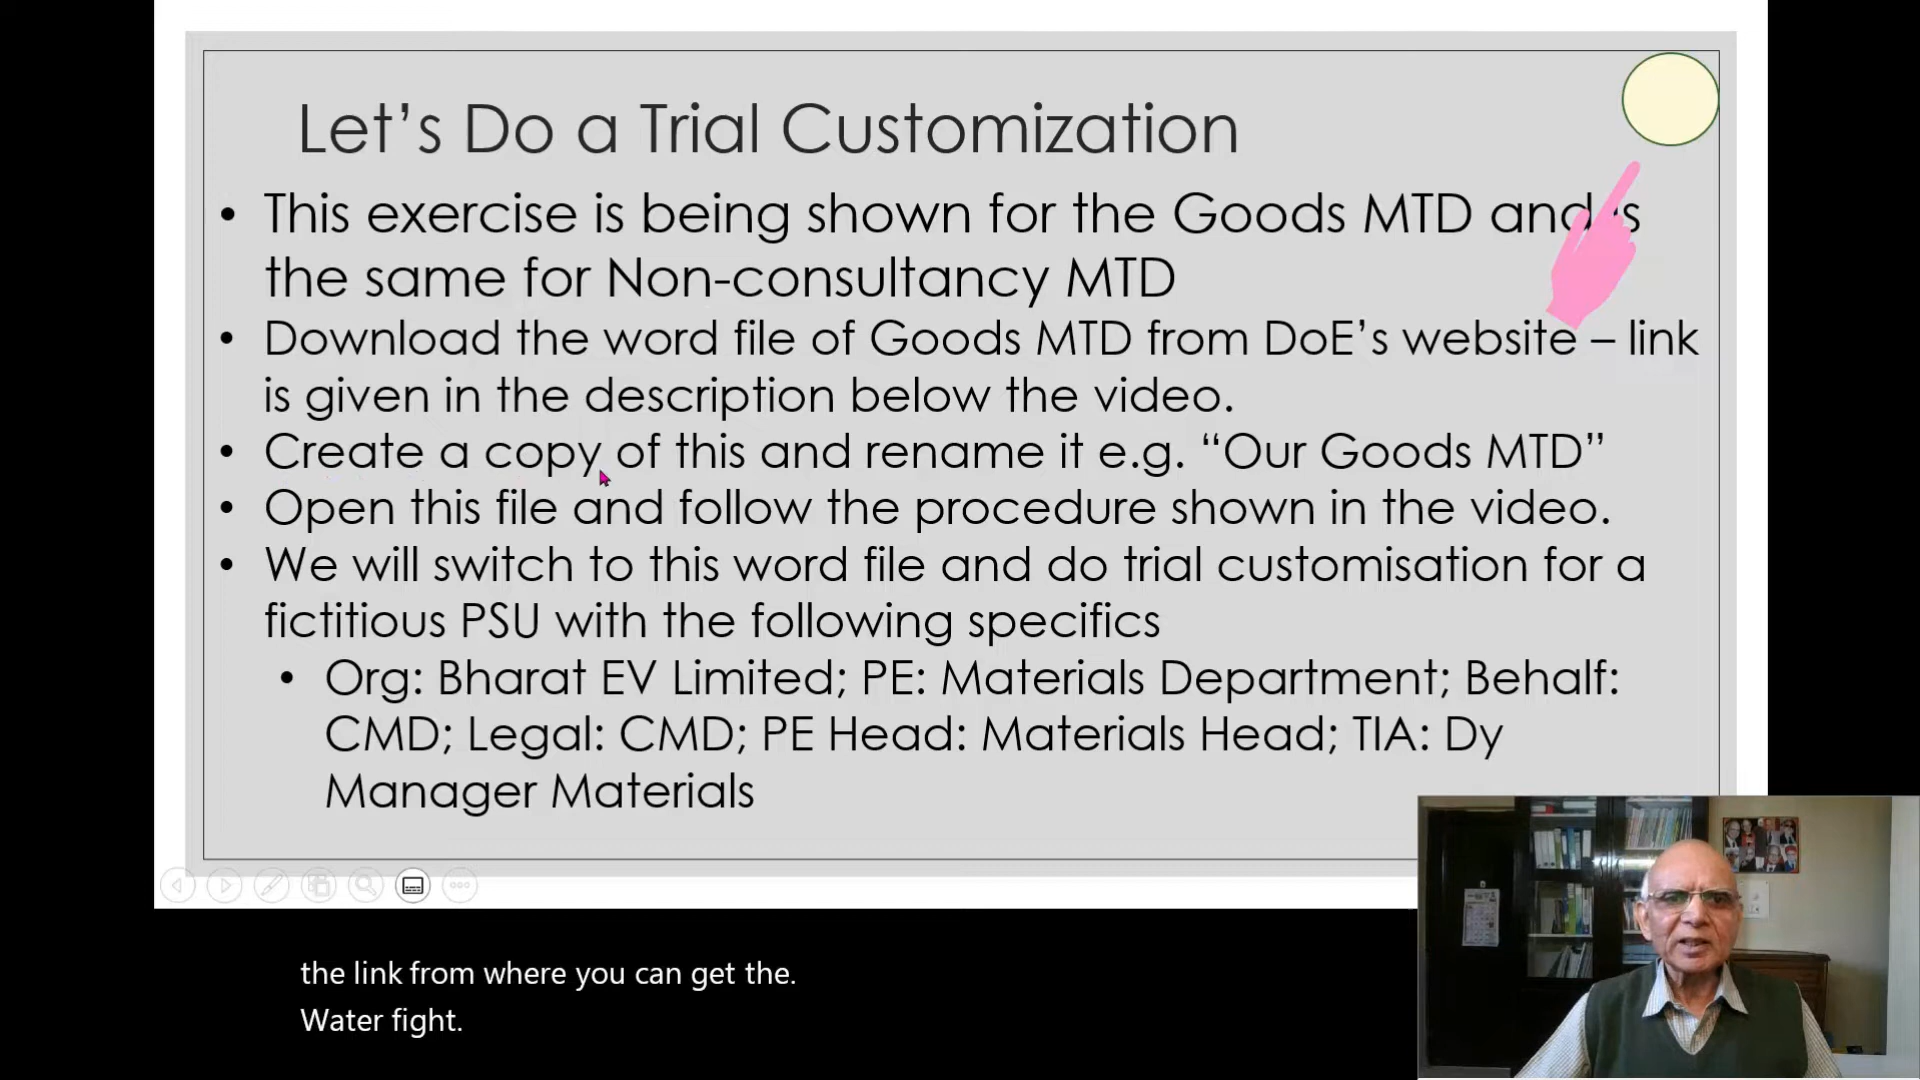 Let’s Do a Trial Customization
• This exercise is being shown for the Goods MTD and is
the same for Non-consultancy MTD
• Download the word file of Goods MTD from DoE’s website – link
is given in the description below the video.
• Create a copy of this and rename it e.g. “Our Goods MTD”
• Open this file and follow the procedure shown in the video.
• We will switch to this word file and do trial customisation for a
fictitious PSU with the following specifics
• Org: Bharat EV Limited; PE: Materials Department; Behalf:
CMD; Legal: CMD; PE Head: Materials Head; TIA: Dy
Manager Materials
the link from where you can get the.
Water fight.